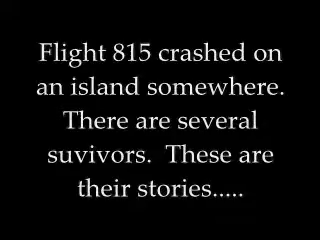 Flight 815 crashed on
an island somewhere.
There are several
suvivors.  These are
their stories.....